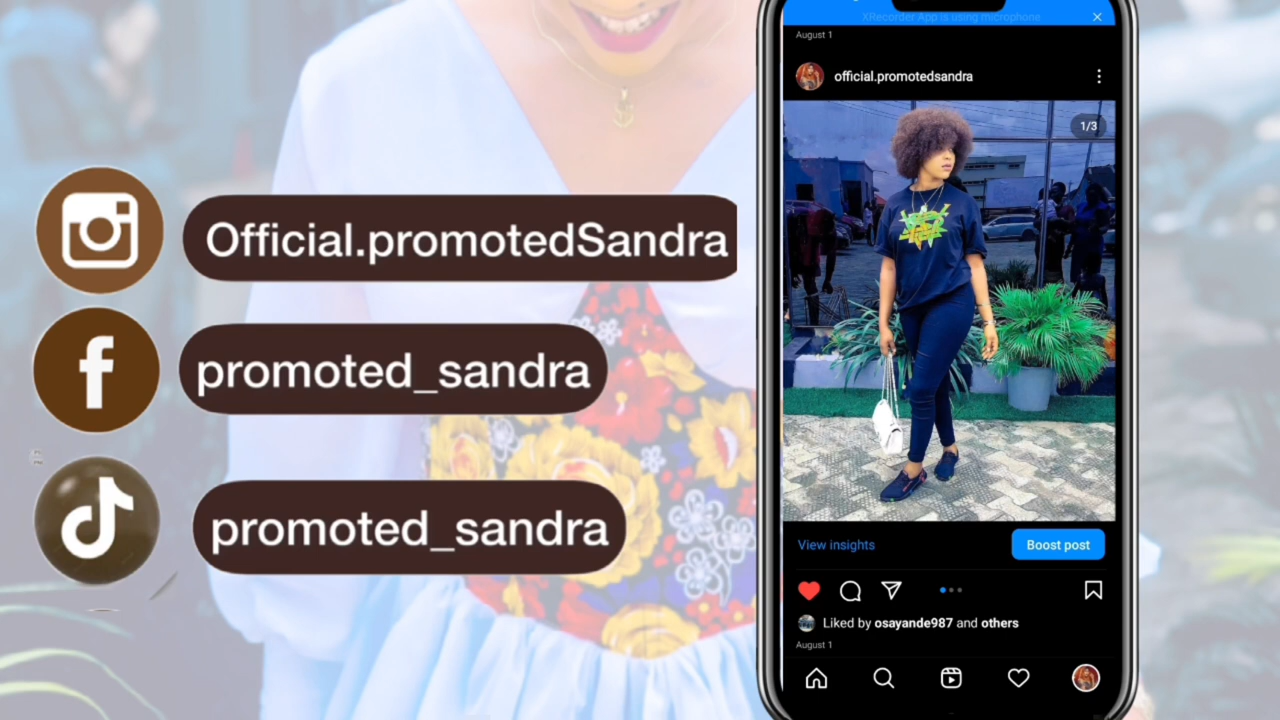 Official.promotedSandra
promoted_sandra
promoted_sandra
XRecorder App is using microphone
August 1
official.promotedsandra
1/3
View insights
Boost post
Liked by osayande987 and others
August 1